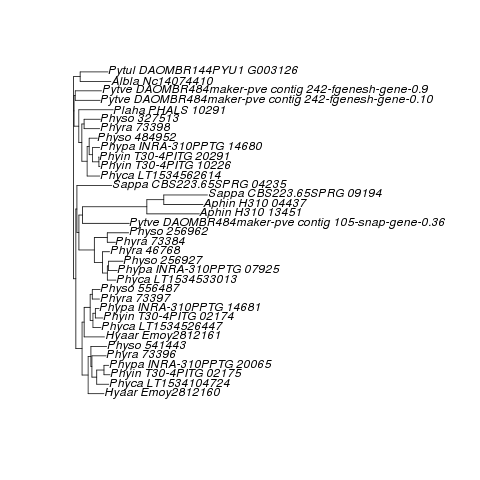 Pytul DAOMBR144PYU1 G003126
Albla Nc14074410
Pytve DAOMBR484maker-pve contig 242-fgenesh-gene-0.9
Pytve DAOMBR484maker-pve contig 242-fgenesh-gene-0.10
Plaha PHALS 10291
Physo 327513
Phyra 73398
Physo 484952
Phypa INRA-310PPTG 14680
Phyin T30-4PITG 20291
Phyin T30-4PITG 10226
Phyca LT1534562614
Sappa CBS223.65SPRG 04235
Sappa CBS223.65SPRG 09194
Aphin H310 04437
Aphin H310 13451
Pytve DAOMBR484maker-pve contig 105-snap-gene-0.36
Physo 256962
Phyra 73384
Phyra 46768
Physo 256927
Phypa INRA-310PPTG 07925
Phyca LT1534533013
Physo 556487
Phyra 73397
Phypa INRA-310PPTG 14681
Phyin T30-4PITG 02174
Phyca LT1534526447
Hyaar Emoy2812161
Physo 541443
Phyra 73396
Phypa INRA-310PPTG 20065
Phyin T30-4PITG 02175
Phyca LT1534104724
Hyaar Emoy2812160